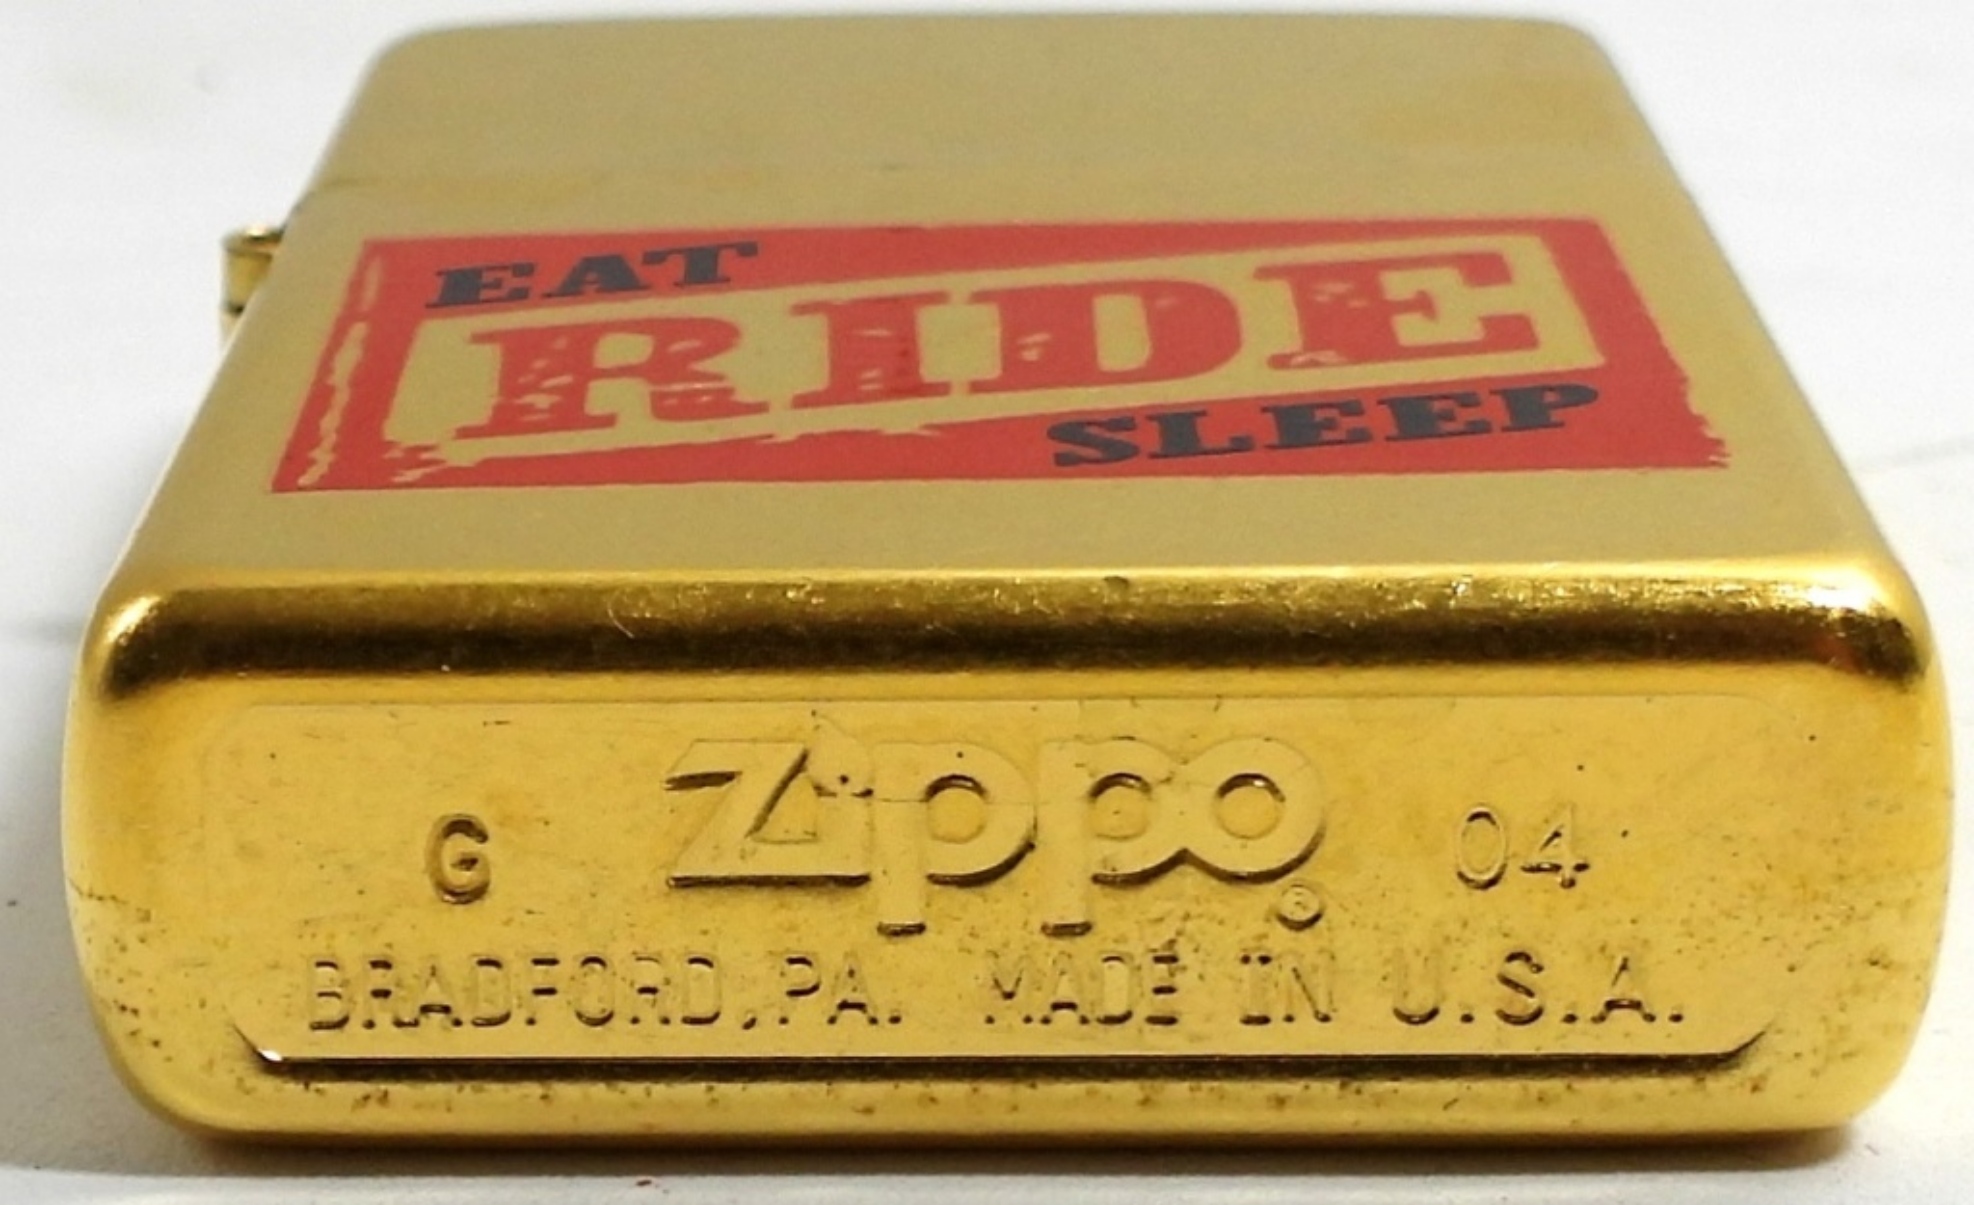 EAT
RIDE
SLEEP
G Zippo ® 04
BRADFORD, PA. MADE IN U.S.A.